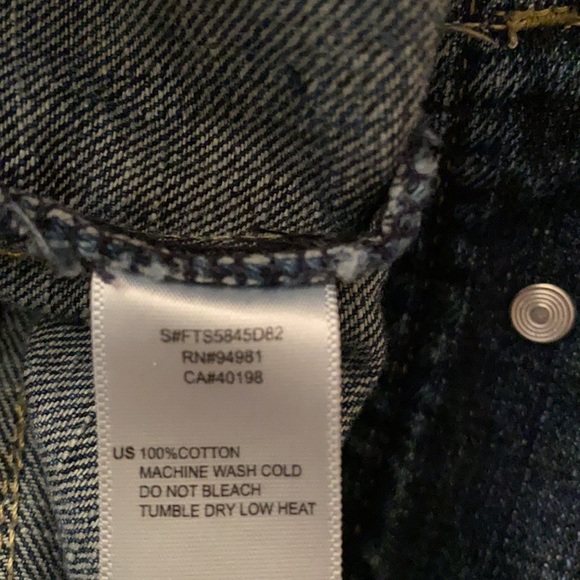 S#FTS5845D82
RN#94981
CA#40198
US 100%COTTON
MACHINE WASH COLD
DO NOT BLEACH
TUMBLE DRY LOW HEAT